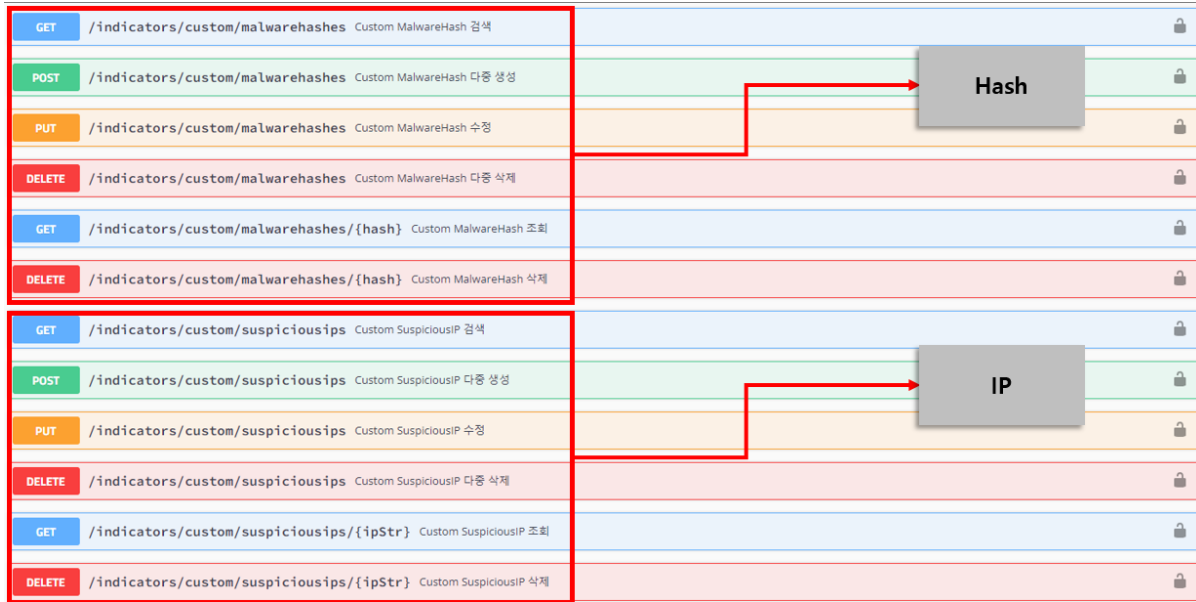 GET /indicators/custom/malwarehashes Custom MalwareHash 검색
POST /indicators/custom/malwarehashes Custom MalwareHash 다중 생성
Hash
PUT /indicators/custom/malwarehashes Custom MalwareHash 수정
DELETE /indicators/custom/malwarehashes Custom MalwareHash 다중 삭제
GET /indicators/custom/malwarehashes/{hash} Custom MalwareHash 조회
DELETE /indicators/custom/malwarehashes/{hash} Custom MalwareHash 삭제
GET /indicators/custom/suspiciousips Custom SuspiciousIP 검색
POST /indicators/custom/suspiciousips Custom SuspiciousIP 다중 생성
IP
PUT /indicators/custom/suspiciousips Custom SuspiciousIP 수정
DELETE /indicators/custom/suspiciousips Custom SuspiciousIP 다중 삭제
GET /indicators/custom/suspiciousips/{ipStr} Custom SuspiciousIP 조회
DELETE /indicators/custom/suspiciousips/{ipStr} Custom SuspiciousIP 삭제